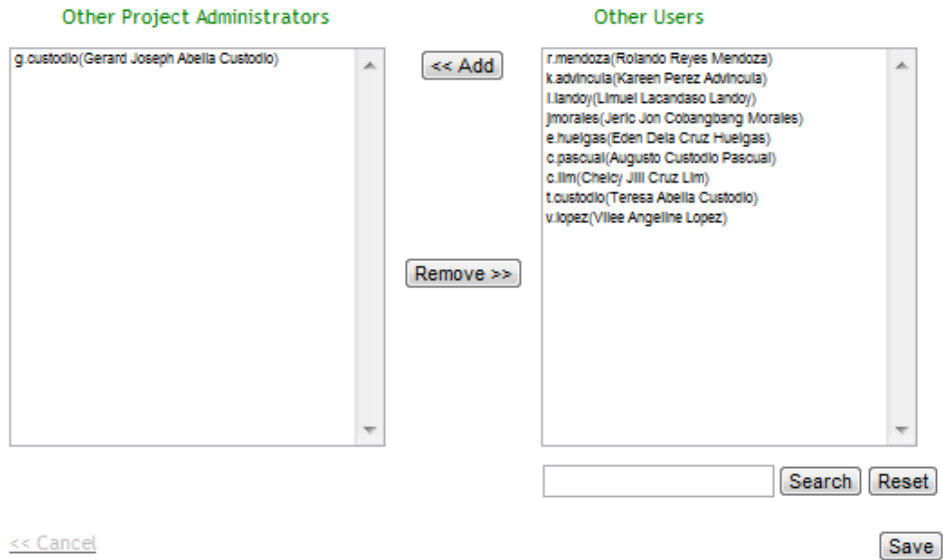 Other Project Administrators
Other Users
g.custodio(Gerard Joseph Abella Custodio)
<< Add
Remove >>
r.mendoza(Rolando Reyes Mendoza)
k.advincula(Kareen Perez Advincula)
l.landoy(Limuel Lacandaso Landoy)
jmorales(Jeric Jon Cobangbang Morales)
e.huelgas(Eden Dela Cruz Huelgas)
c.pascual(Augusto Custodio Pascual)
c.lim(Chelcy Jill Cruz Lim)
t.custodio(Teresa Abella Custodio)
v.lopez(Vilee Angeline Lopez)
Search
Reset
<< Cancel
Save